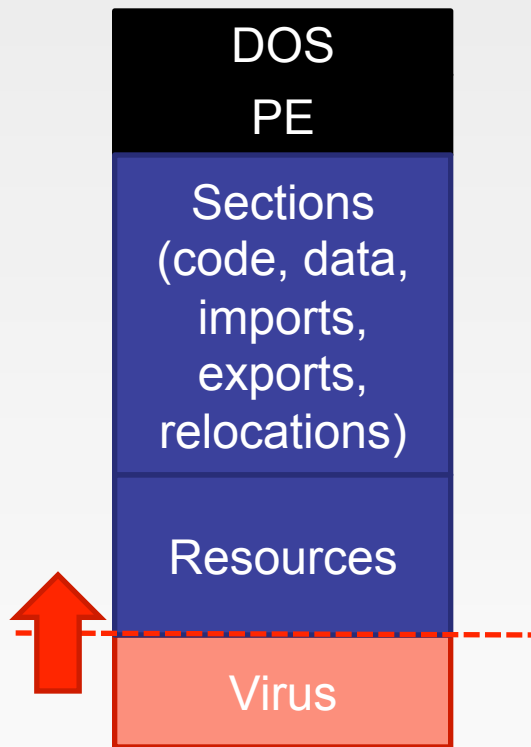 DOS
PE
Sections
(code, data,
imports,
exports,
relocations)
Resources
Virus